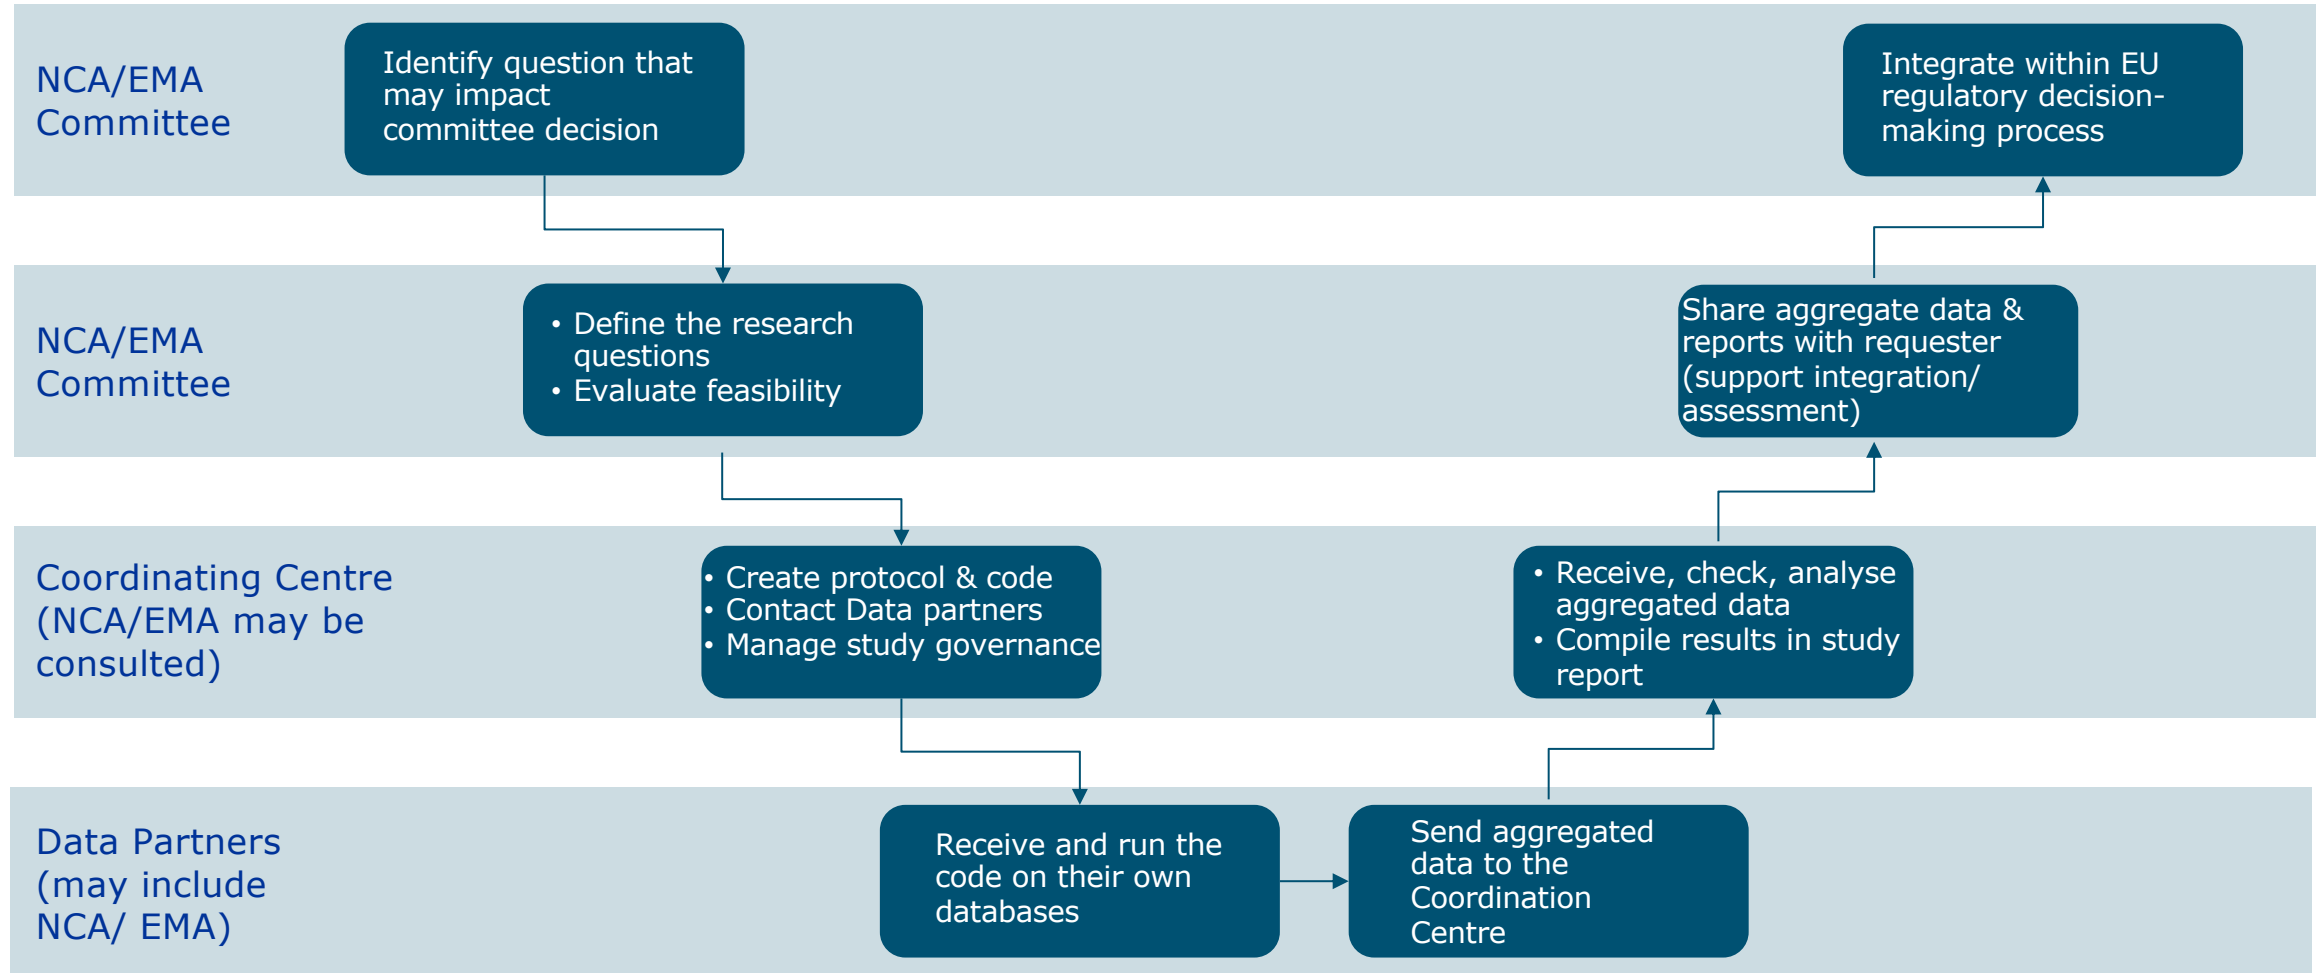 NCA/EMA
Committee
Identify question that
may impact
committee decision
Integrate within EU
regulatory decision-
making process
NCA/EMA
Committee
• Define the research
questions
• Evaluate feasibility
Share aggregate data &
reports with requester
(support integration/
assessment)
Coordinating Centre
(NCA/EMA may be
consulted)
• Create protocol & code
• Contact Data partners
• Manage study governance
• Receive, check, analyse
aggregated data
• Compile results in study
report
Data Partners
(may include
NCA/ EMA)
Receive and run the
code on their own
databases
Send aggregated
data to the
Coordination
Centre